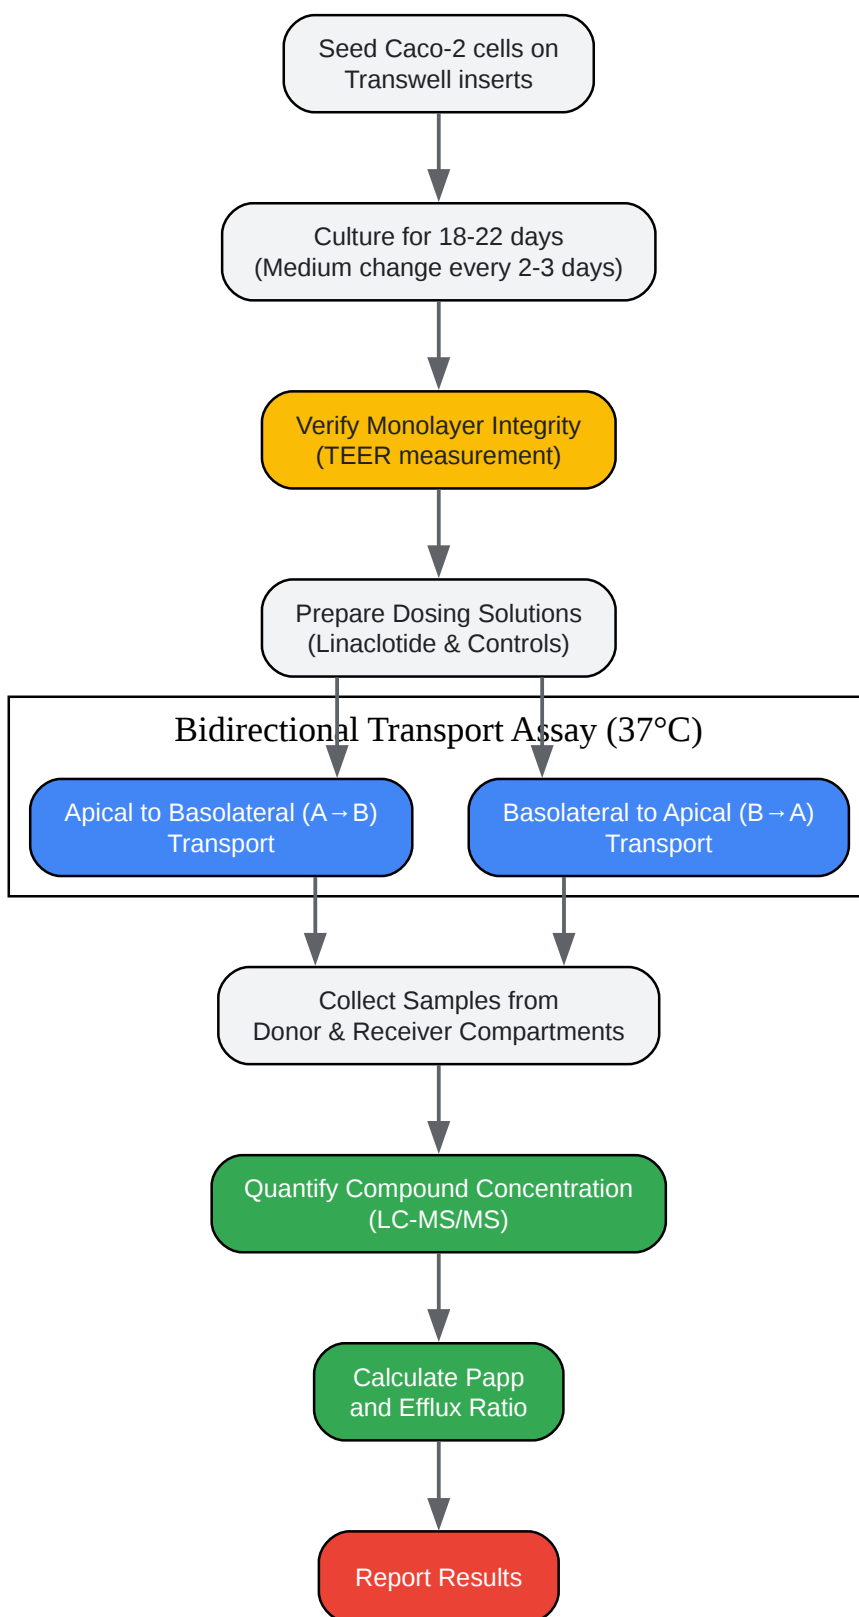 Seed Caco-2 cells on
Transwell inserts
Culture for 18-22 days
(Medium change every 2-3 days)
Verify Monolayer Integrity
(TEER measurement)
Prepare Dosing Solutions
(Linaclotide & Controls)
Bidirectional Transport Assay (37°C)
Apical to Basolateral (A→B)
Transport
Basolateral to Apical (B→A)
Transport
Collect Samples from
Donor & Receiver Compartments
Quantify Compound Concentration
(LC-MS/MS)
Calculate Papp
and Efflux Ratio
Report Results